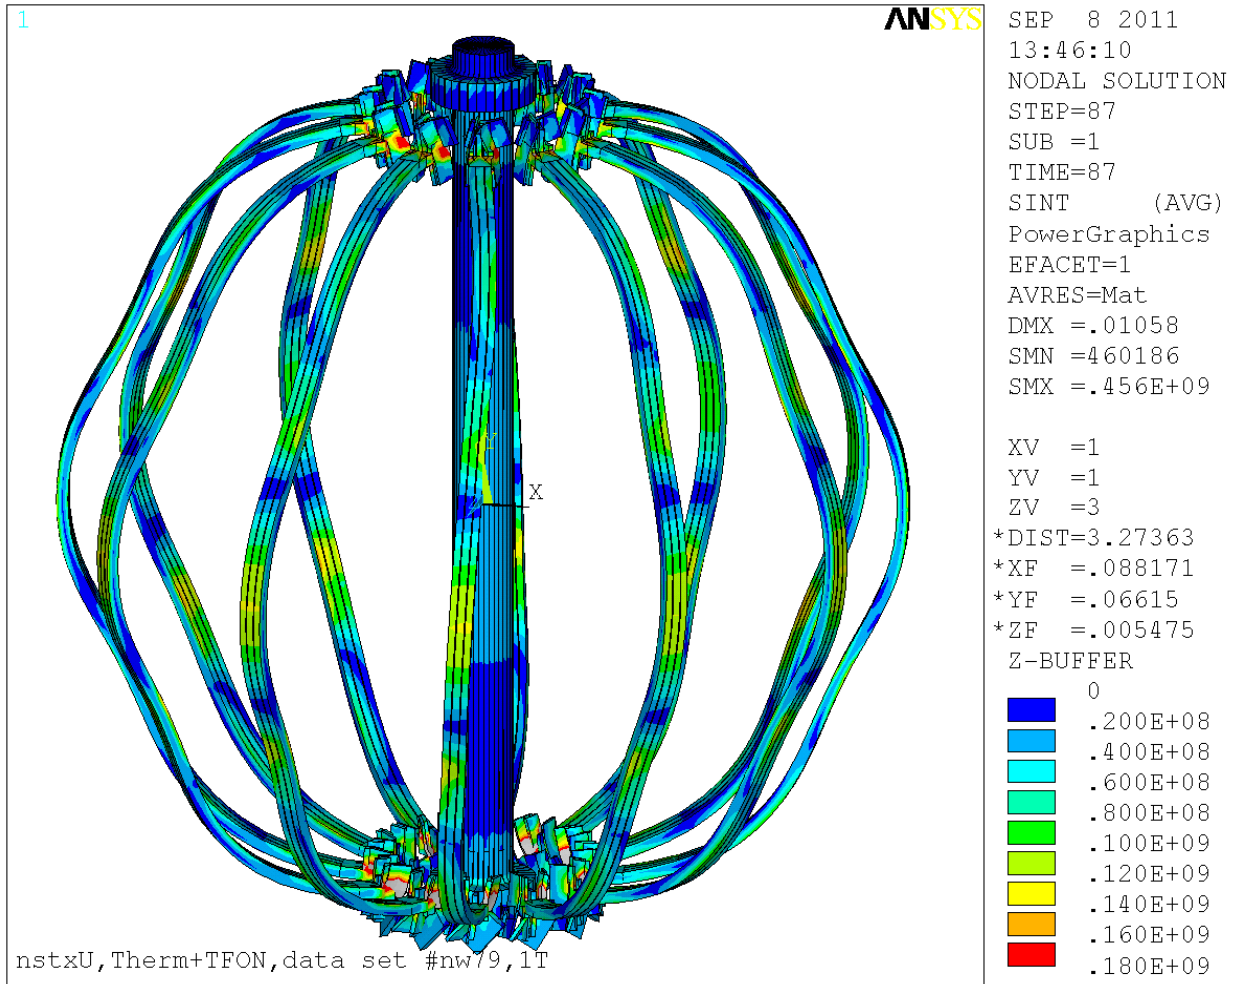 1
ANSYS
SEP 8 2011
13:46:10
NODAL SOLUTION
STEP=87
SUB =1
TIME=87
SINT (AVG)
PowerGraphics
EFACET=1
AVRES=Mat
DMX =.01058
SMN =460186
SMX =.456E+09
XV =1
YV =1
ZV =3
*DIST=3.27363
*XF =.088171
*YF =.06615
*ZF =.005475
Z-BUFFER
0
.200E+08
.400E+08
.600E+08
.800E+08
.100E+09
.120E+09
.140E+09
.160E+09
.180E+09
Y
X
Z
nstxU,Therm+TFON,data set #nw79,1T